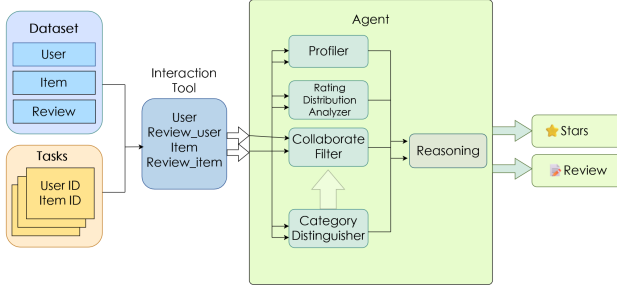 Dataset
User
Item
Review
Tasks
User ID
Item ID
Interaction
Tool
User
Review_user
Item
Review_item
Agent
Profiler
Rating
Distribution
Analyzer
Collaborate
Filter
Category
Distinguisher
Reasoning
Stars
Review